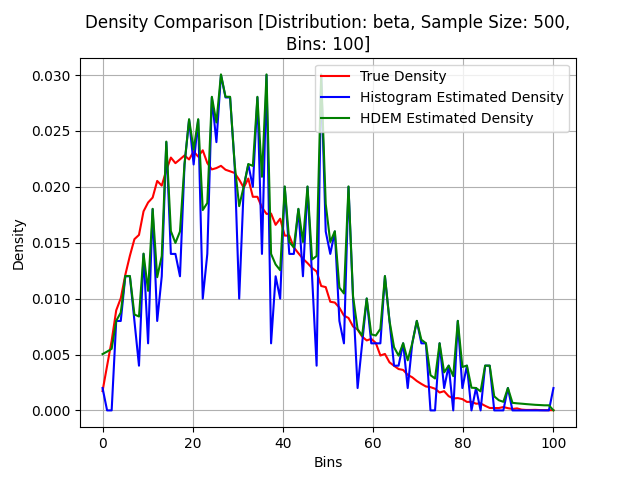 Density Comparison [Distribution: beta, Sample Size: 500,
Bins: 100]
True Density
Histogram Estimated Density
HDEM Estimated Density
Density
0.030
0.025
0.020
0.015
0.010
0.005
0.000
0 20 40 60 80 100
Bins